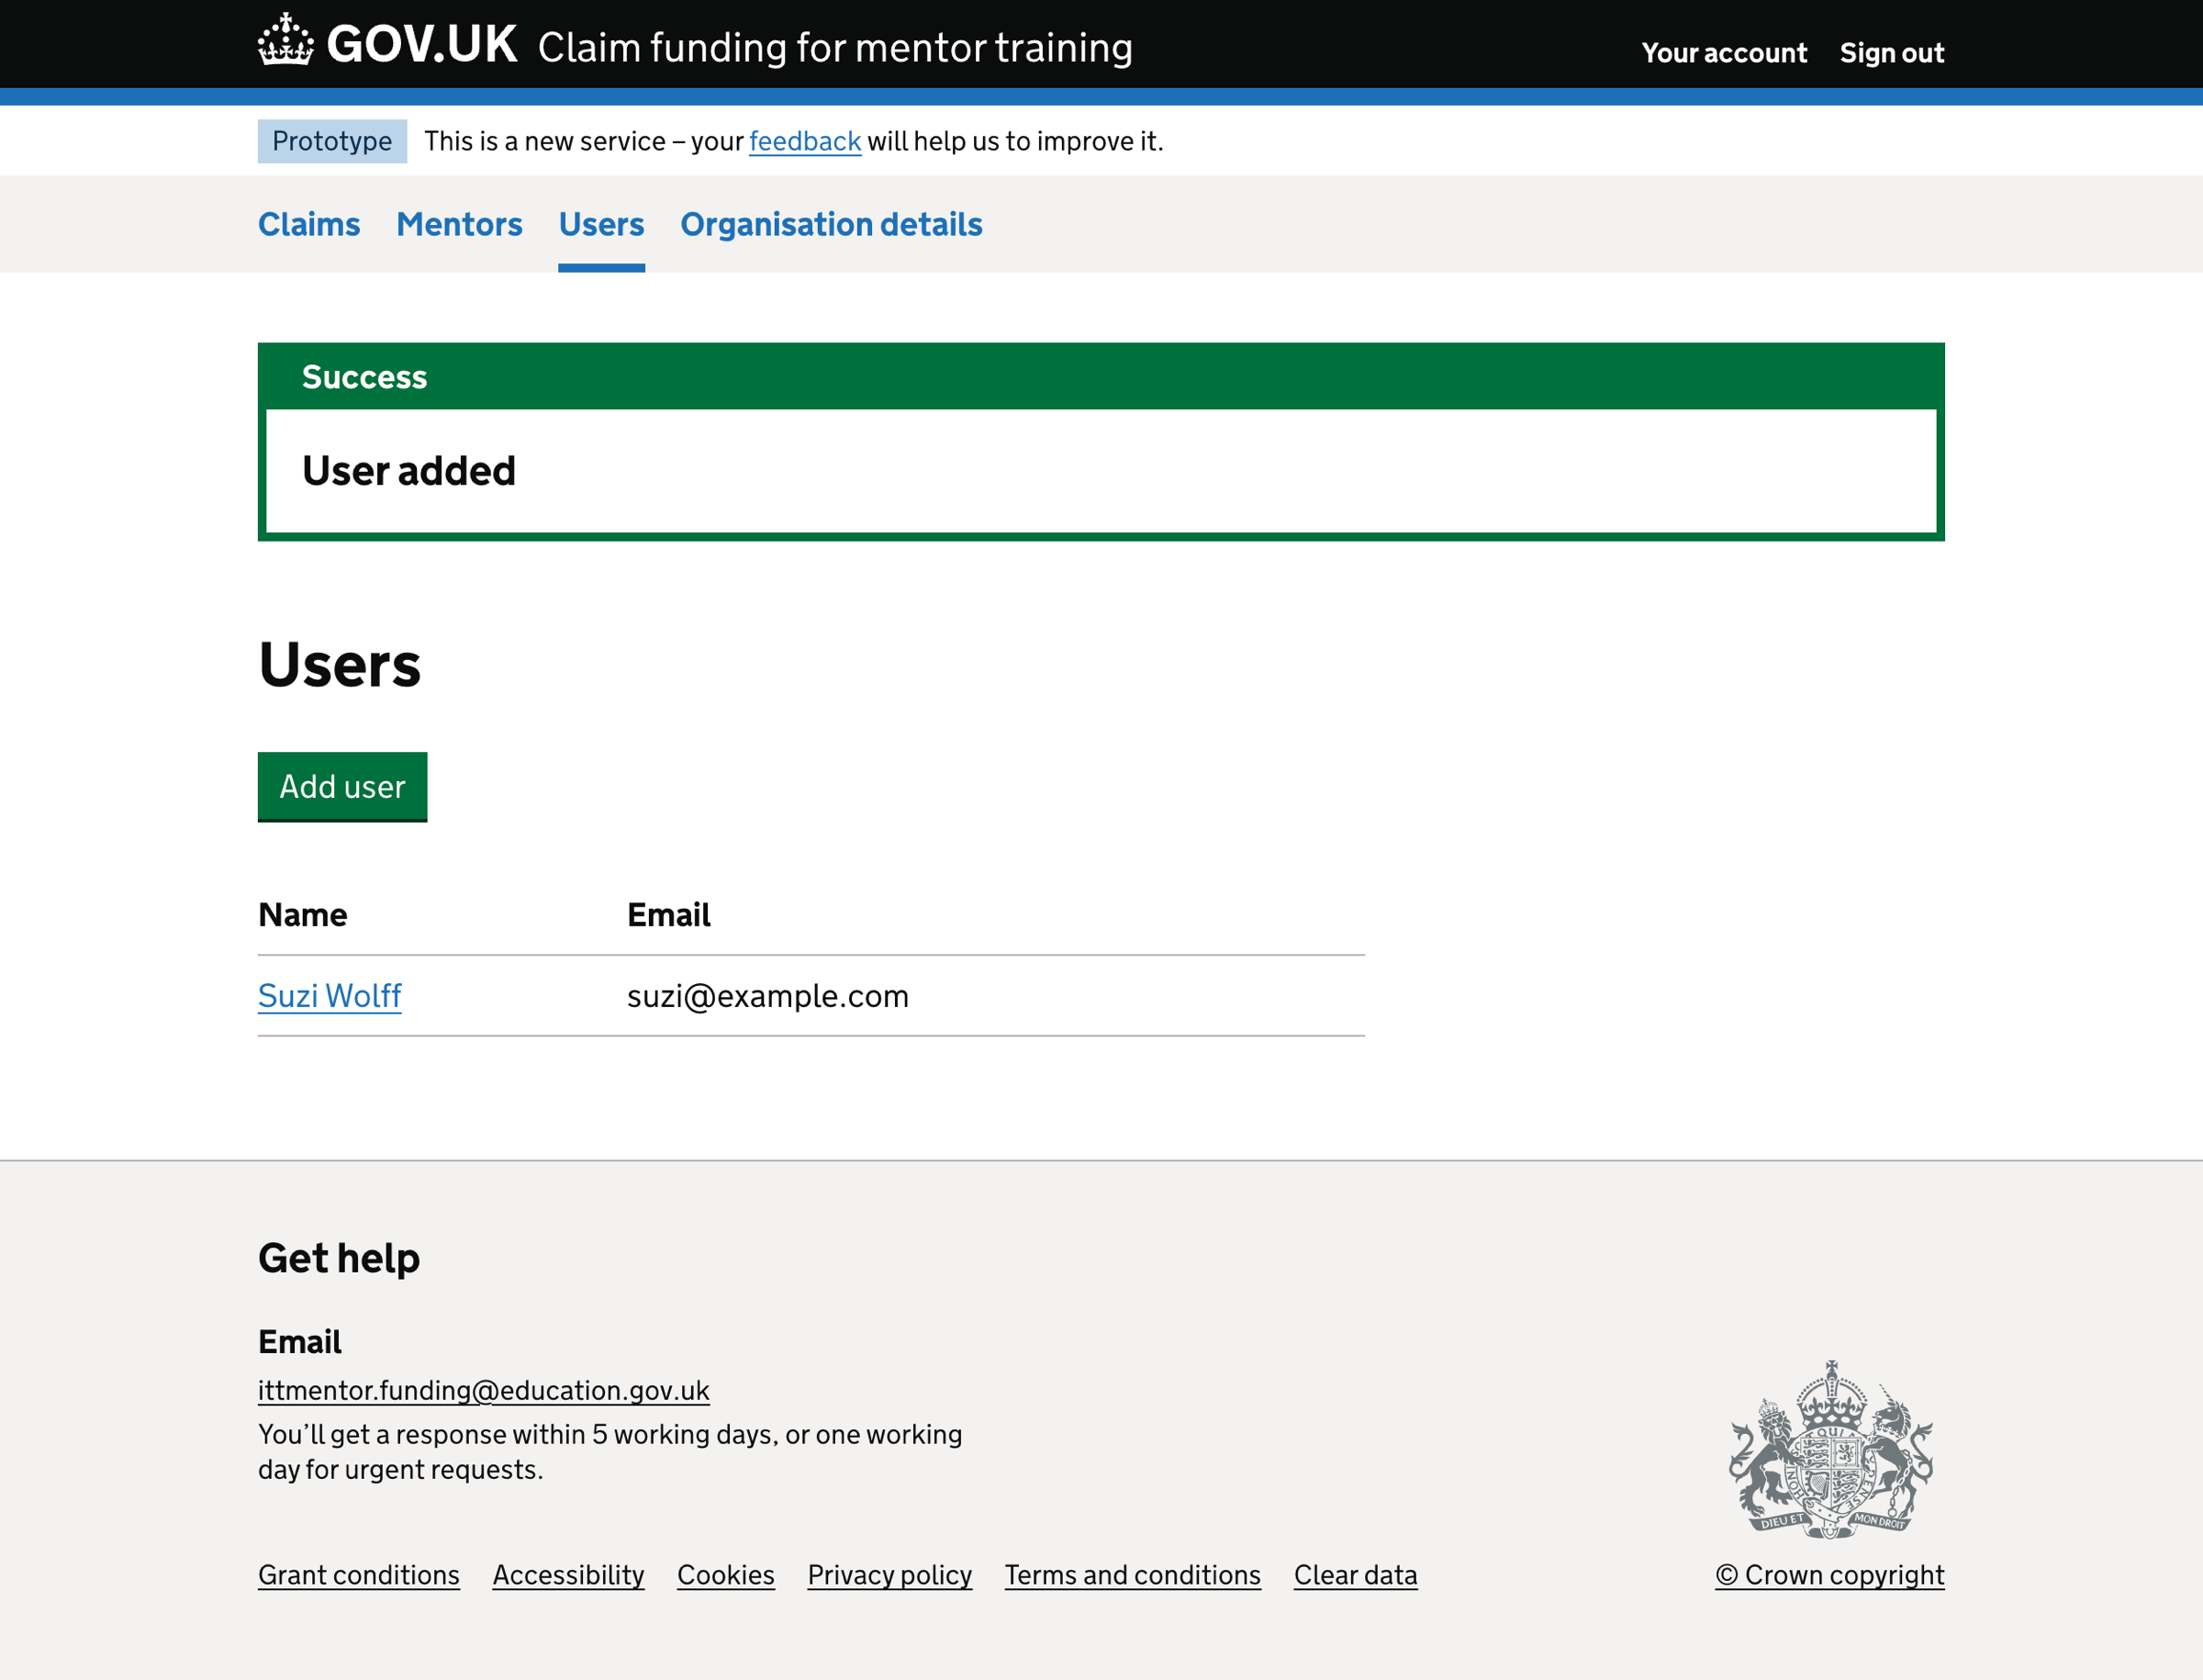 GOV.UK Claim funding for mentor training
Your account Sign out
Prototype This is a new service – your feedback will help us to improve it.
Claims Mentors Users Organisation details
Success
User added
Users
Add user
Name Email
Suzi Wolff suzi@example.com
Get help
Email
ittmentor.funding@education.gov.uk
You’ll get a response within 5 working days, or one working
day for urgent requests.
DIEU ET MON DROIT
Grant conditions Accessibility Cookies Privacy policy Terms and conditions Clear data
© Crown copyright